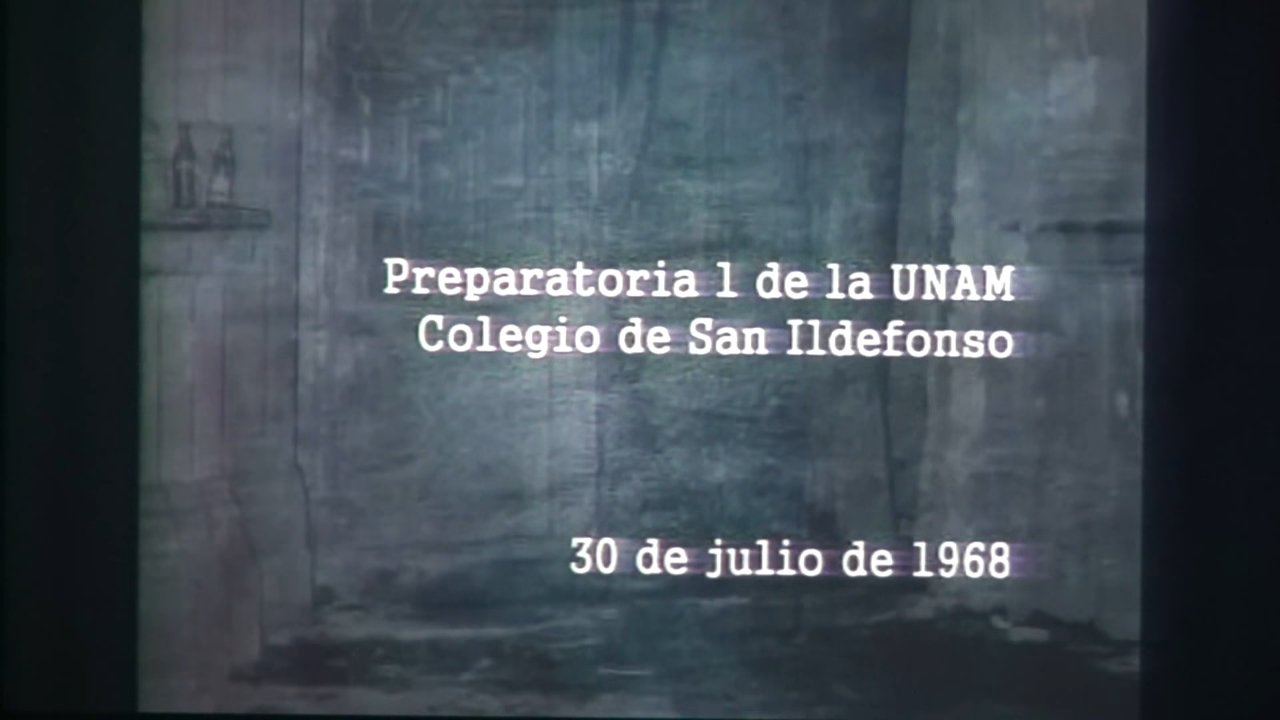 Preparatoria 1 de la UNAM
Colegio de San Ildefonso
30 de julio de 1968